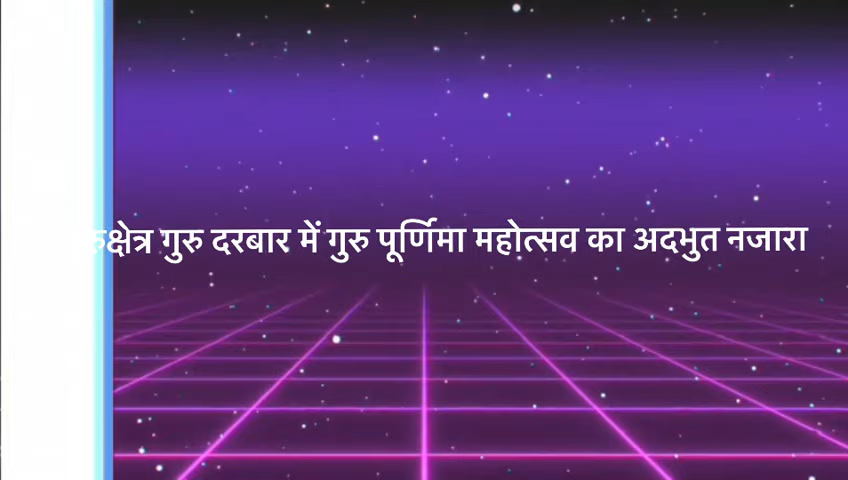 गुरु दरबार में गुरु पूर्णिमा महोत्सव का अदभुत नजारा